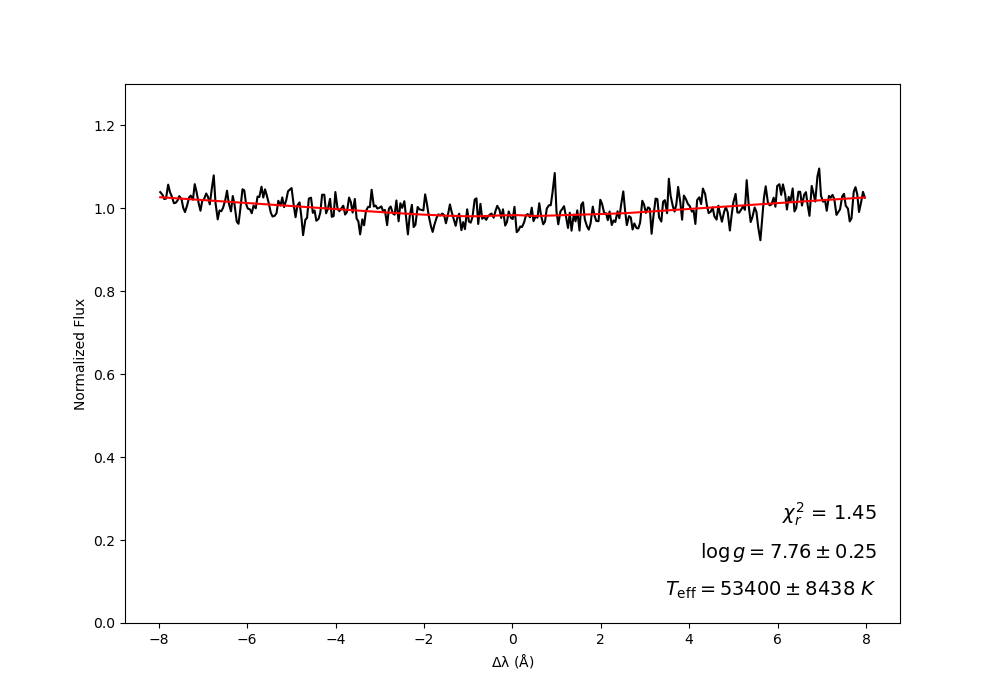 1.2
1.0
0.8
0.6
0.4
0.2
0.0
Normalized Flux
χ²ᵣ = 1.45
log g = 7.76 ± 0.25
T_eff = 53400 ± 8438 K
−8 −6 −4 −2 0 2 4 6 8
Δλ (Å)